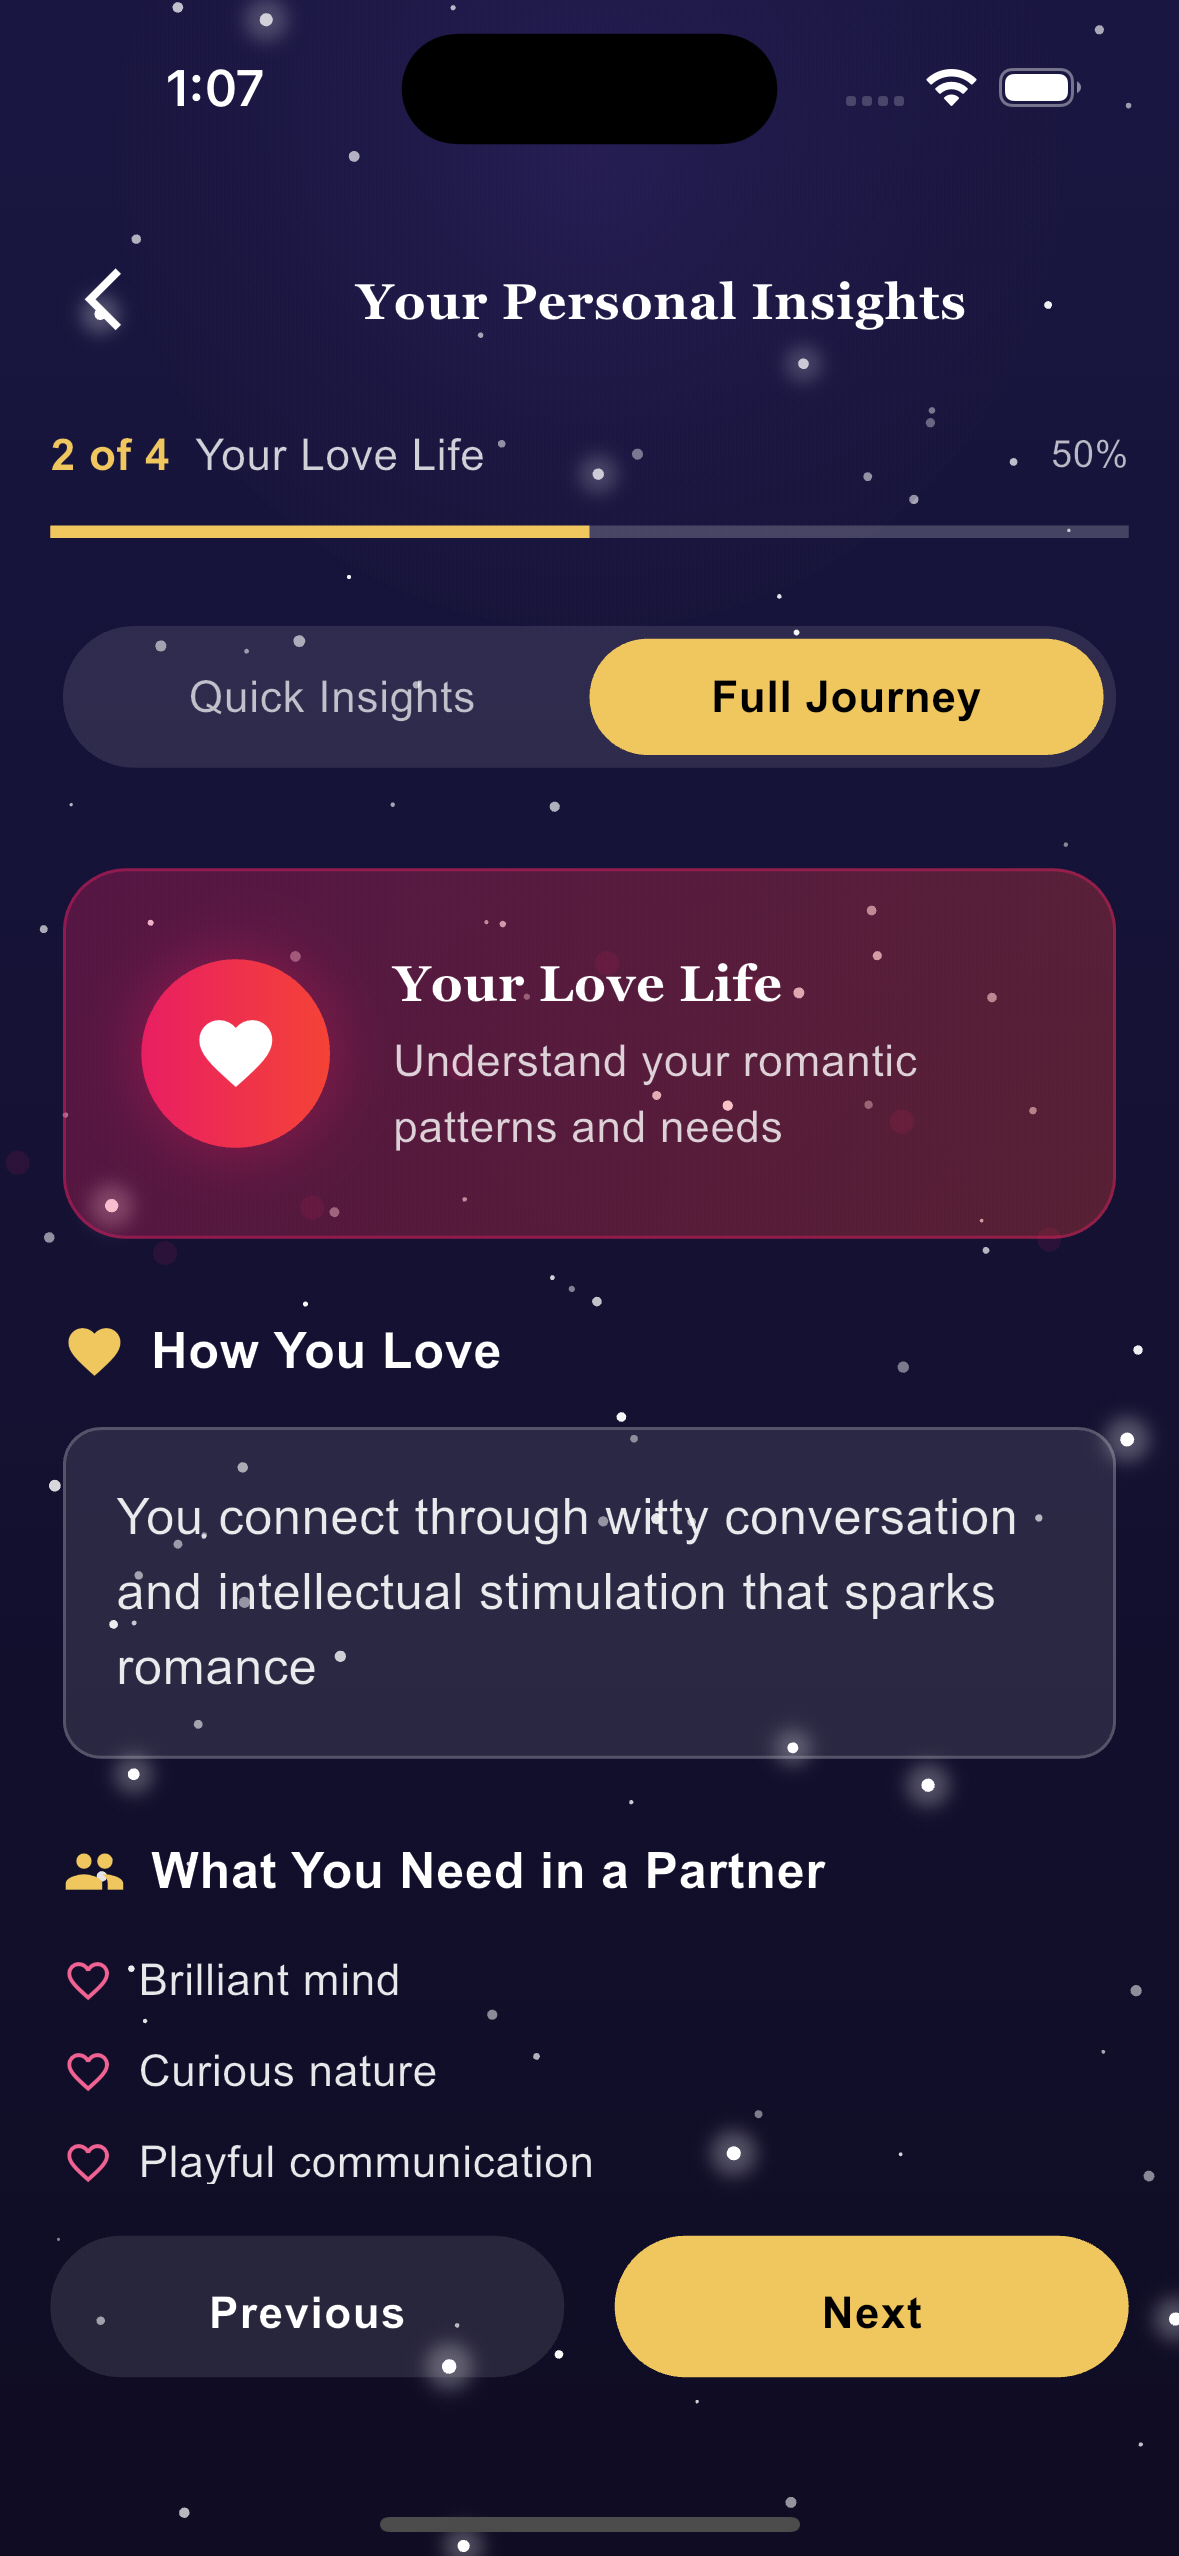 1:07
Your Personal Insights
2 of 4 Your Love Life 50%
Quick Insights Full Journey
Your Love Life
Understand your romantic
patterns and needs
How You Love
You connect through witty conversation
and intellectual stimulation that sparks
romance
What You Need in a Partner
Brilliant mind
Curious nature
Playful communication
Previous Next